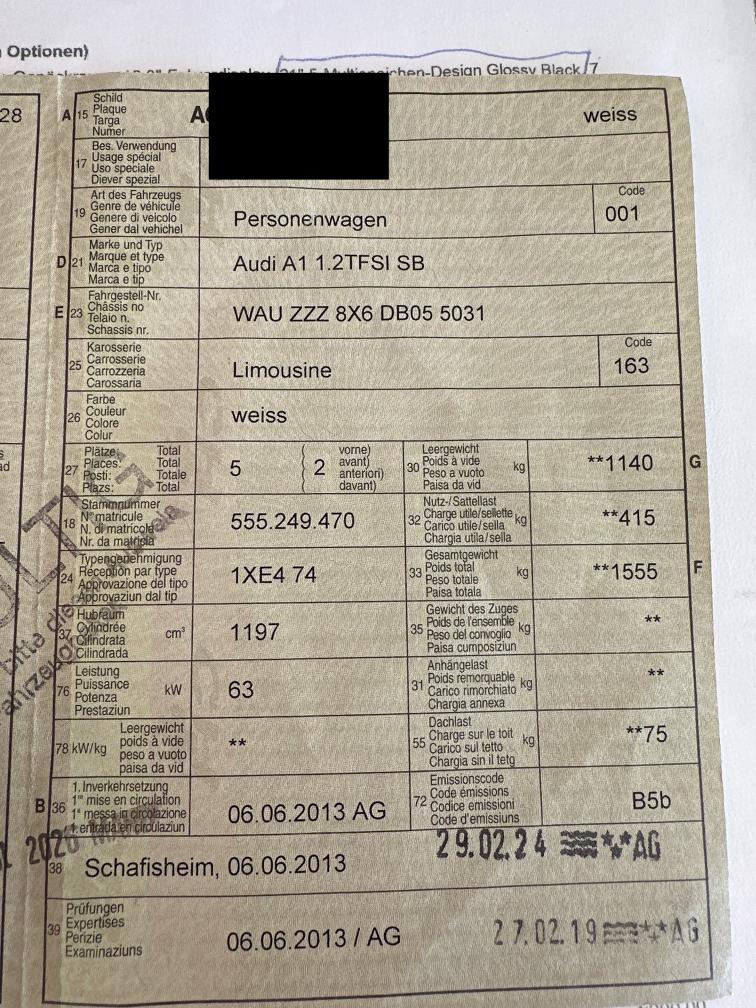 Optionen)
-Design Glossy Black 7
28
A 15 Schild
Plaque
Targa
Numer
A
weiss
17 Bes. Verwendung
Usage spécial
Uso speciale
Diever spezial
19 Art des Fahrzeugs
Genre de véhicule
Genere di veicolo
Gener dal vehichel
Personenwagen
Code
001
D 21 Marke und Typ
Marque et type
Marca e tipo
Marca e tip
Audi A1 1.2TFSI SB
E 23 Fahrgestell-Nr.
Châssis no
Telaio n.
Schassis nr.
WAU ZZZ 8X6 DB05 5031
25 Karosserie
Carrosserie
Carrozzeria
Carossaria
Limousine
Code
163
26 Farbe
Couleur
Colore
Colur
weiss
27 Plätze: Total
Places: Total
Posti: Totale
Plazs: Total
5
2 vorne)
avant)
anteriori)
davant)
30 Leergewicht
Poids à vide
Peso a vuoto
Paisa da vid
kg
**1140
G
18 Stammnummer
N° matricule
N. di matricola
Nr. da matricla
555.249.470
32 Nutz-/Sattellast
Charge utile/sellette
Carico utile/sella
Chargia utila/sella
kg
**415
24 Typengenehmigung
Réception par type
Approvazione del tipo
Approvaziun dal tip
1XE4 74
33 Gesamtgewicht
Poids total
Peso totale
Paisa totala
kg
**1555
F
37 Hubraum
Cylindrée
Cilindrata
Cilindrada
cm³
1197
35 Gewicht des Zuges
Poids de l'ensemble
Peso del convoglio
Paisa cumposiziun
kg
**
76 Leistung
Puissance
Potenza
Prestaziun
kW
63
31 Anhängelast
Poids remorquable
Carico rimorchiato
Chargia annexa
kg
**
78 kW/kg
Leergewicht
poids à vide
peso a vuoto
paisa da vid
**
55 Dachlast
Charge sur le toit
Carico sul tetto
Chargia sin il tetg
kg
**75
B 36 1. Inverkehrsetzung
1re mise en circulation
1a messa in circolazione
1. entrada en circulaziun
06.06.2013 AG
72 Emissionscode
Code émissions
Codice emissioni
Code d'emissiuns
B5b
38 Schafisheim, 06.06.2013
29.02.24 AG
39 Prüfungen
Expertises
Perizie
Examinaziuns
06.06.2013 / AG
27.02.19 AG
bitte